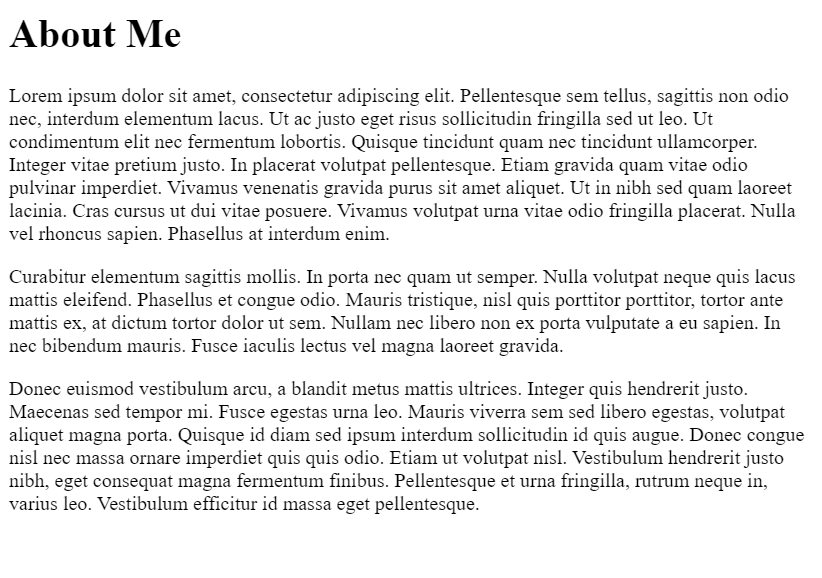 About Me
Lorem ipsum dolor sit amet, consectetur adipiscing elit. Pellentesque sem tellus, sagittis non odio
nec, interdum elementum lacus. Ut ac justo eget risus sollicitudin fringilla sed ut leo. Ut
condimentum elit nec fermentum lobortis. Quisque tincidunt quam nec tincidunt ullamcorper.
Integer vitae pretium justo. In placerat volutpat pellentesque. Etiam gravida quam vitae odio
pulvinar imperdiet. Vivamus venenatis gravida purus sit amet aliquet. Ut in nibh sed quam laoreet
lacinia. Cras cursus ut dui vitae posuere. Vivamus volutpat urna vitae odio fringilla placerat. Nulla
vel rhoncus sapien. Phasellus at interdum enim.
Curabitur elementum sagittis mollis. In porta nec quam ut semper. Nulla volutpat neque quis lacus
mattis eleifend. Phasellus et congue odio. Mauris tristique, nisl quis porttitor porttitor, tortor ante
mattis ex, at dictum tortor dolor ut sem. Nullam nec libero non ex porta vulputate a eu sapien. In
nec bibendum mauris. Fusce iaculis lectus vel magna laoreet gravida.
Donec euismod vestibulum arcu, a blandit metus mattis ultrices. Integer quis hendrerit justo.
Maecenas sed tempor mi. Fusce egestas urna leo. Mauris viverra sem sed libero egestas, volutpat
aliquet magna porta. Quisque id diam sed ipsum interdum sollicitudin id quis augue. Donec congue
nisl nec massa ornare imperdiet quis quis odio. Etiam ut volutpat nisl. Vestibulum hendrerit justo
nibh, eget consequat magna fermentum finibus. Pellentesque et urna fringilla, rutrum neque in,
varius leo. Vestibulum efficitur id massa eget pellentesque.